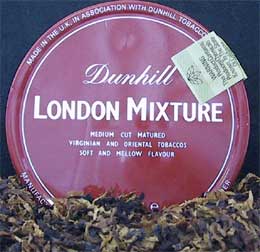 MADE IN THE U.K. IN ASSOCIATION WITH DUNHILL TOBACCO
Dunhill
LONDON MIXTURE
MEDIUM CUT MATURED
VIRGINIAN AND ORIENTAL TOBACCOS
SOFT AND MELLOW FLAVOUR